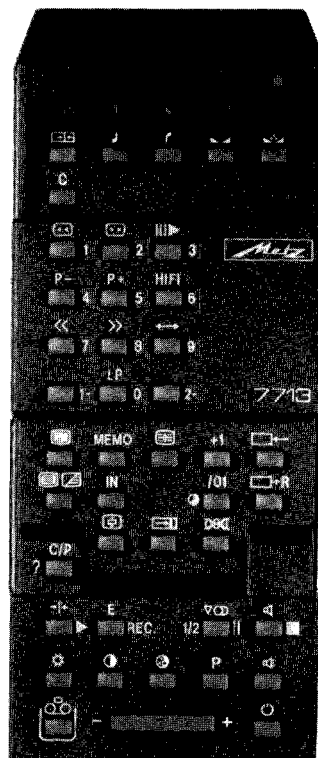 C
1 2 3 Metz
P- P+ HIFI
4 5 6
<< >>
7 8 9
LP
1- 0 2- 7713
MEMO +1
IN /01 R
C/P
?
E
REC. 1/2
P
- +